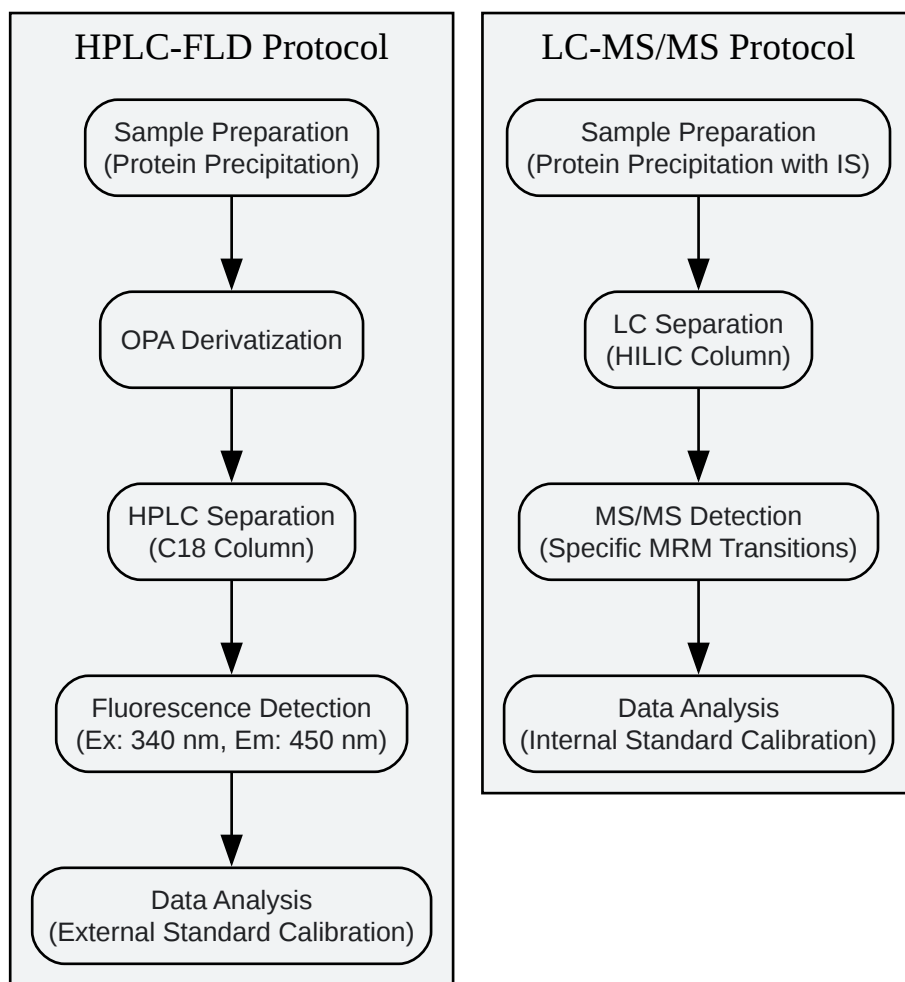 HPLC-FLD Protocol
Sample Preparation
(Protein Precipitation)
OPA Derivatization
HPLC Separation
(C18 Column)
Fluorescence Detection
(Ex: 340 nm, Em: 450 nm)
Data Analysis
(External Standard Calibration)
LC-MS/MS Protocol
Sample Preparation
(Protein Precipitation with IS)
LC Separation
(HILIC Column)
MS/MS Detection
(Specific MRM Transitions)
Data Analysis
(Internal Standard Calibration)